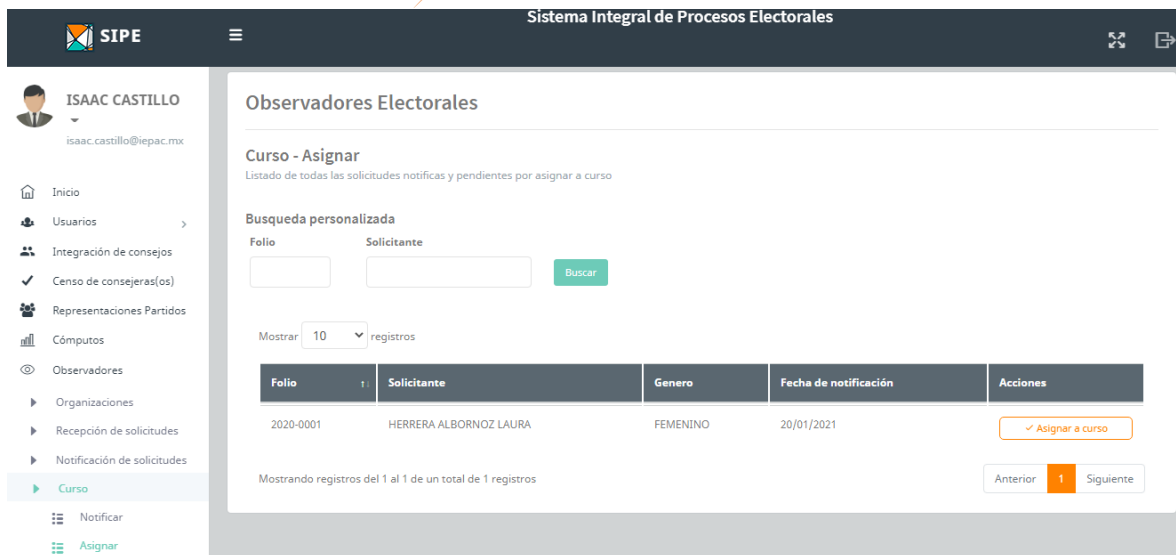 Sistema Integral de Procesos Electorales
SIPE
ISAAC CASTILLO
isaac.castillo@iepac.mx
Inicio
Usuarios
Integración de consejos
Censo de consejeras(os)
Representaciones Partidos
Cómputos
Observadores
Organizaciones
Recepción de solicitudes
Notificación de solicitudes
Curso
Notificar
Asignar
Observadores Electorales
Curso - Asignar
Listado de todas las solicitudes notificas y pendientes por asignar a curso
Busqueda personalizada
Folio Solicitante
Buscar
Mostrar 10 registros
Folio Solicitante Genero Fecha de notificación Acciones
2020-0001 HERRERA ALBORNOZ LAURA FEMENINO 20/01/2021 Asignar a curso
Mostrando registros del 1 al 1 de un total de 1 registros
Anterior 1 Siguiente